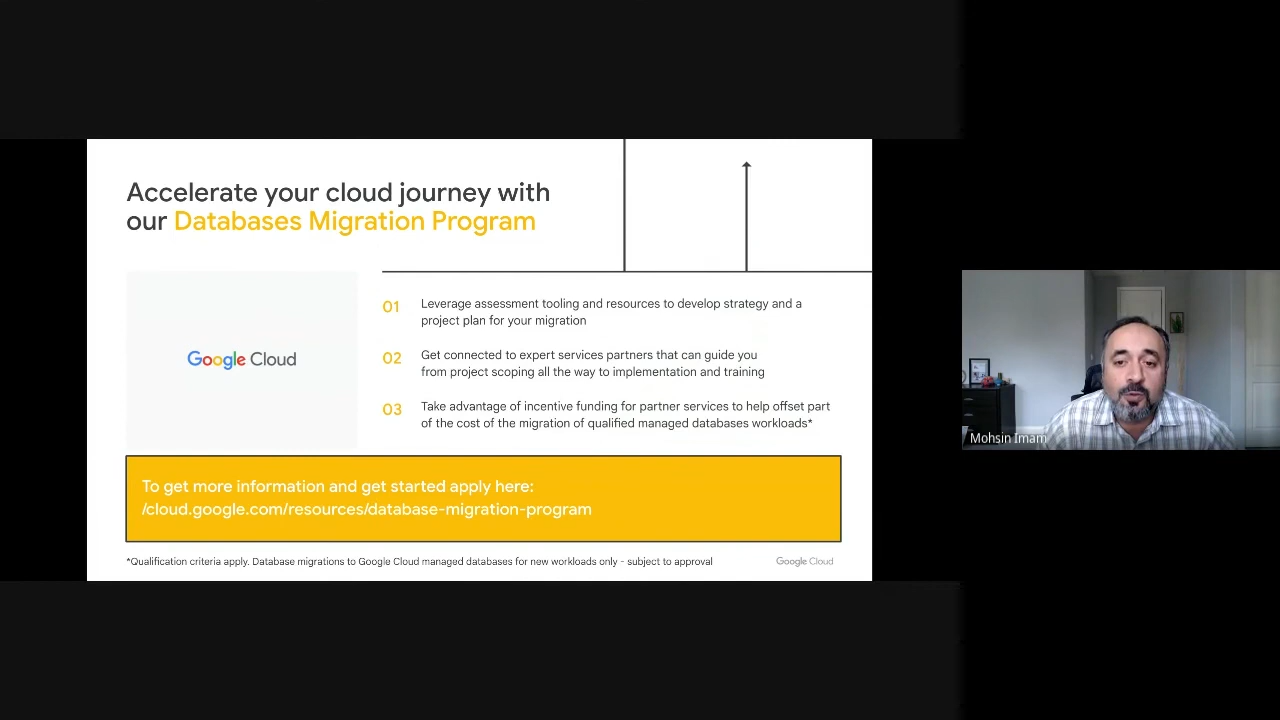 Accelerate your cloud journey with
our Databases Migration Program
Google Cloud
01 Leverage assessment tooling and resources to develop strategy and a
project plan for your migration
02 Get connected to expert services partners that can guide you
from project scoping all the way to implementation and training
03 Take advantage of incentive funding for partner services to help offset part
of the cost of the migration of qualified managed databases workloads*
To get more information and get started apply here:
/cloud.google.com/resources/database-migration-program
*Qualification criteria apply. Database migrations to Google Cloud managed databases for new workloads only - subject to approval
Google Cloud
Mohsin Imam